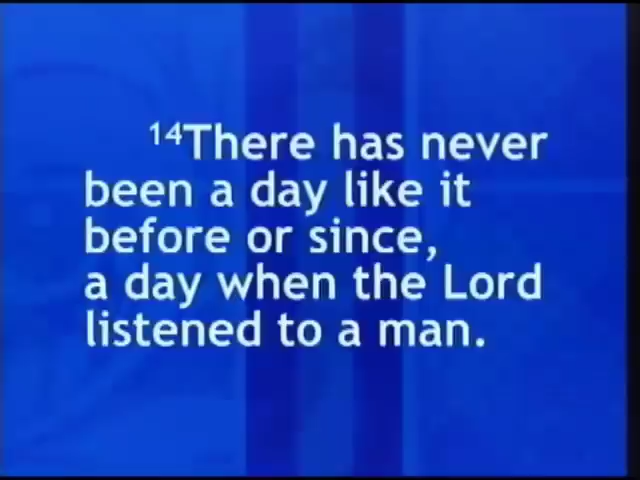 ¹⁴There has never
been a day like it
before or since,
a day when the Lord
listened to a man.